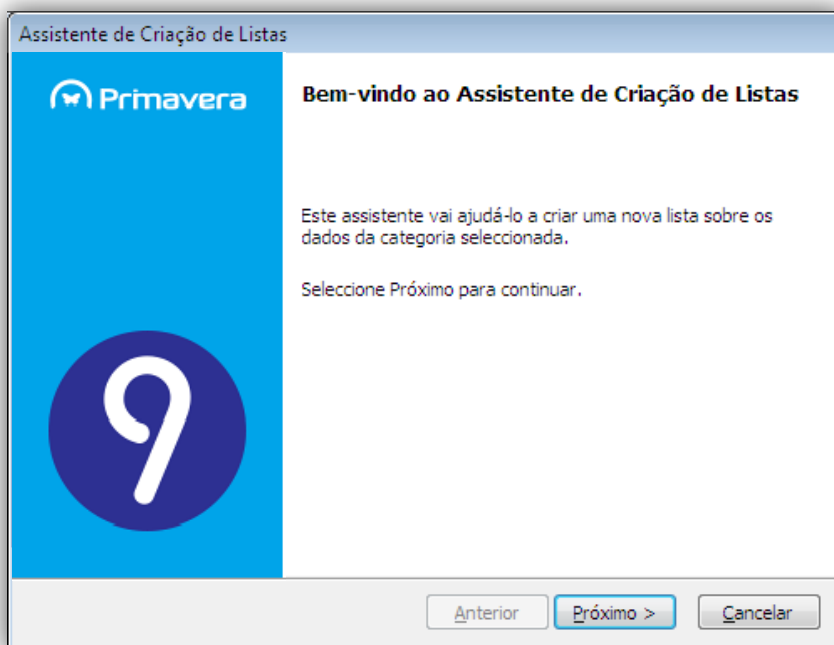 Assistente de Criação de Listas
Primavera
Bem-vindo ao Assistente de Criação de Listas
Este assistente vai ajudá-lo a criar uma nova lista sobre os
dados da categoria seleccionada.
Seleccione Próximo para continuar.
9
Anterior Próximo > Cancelar